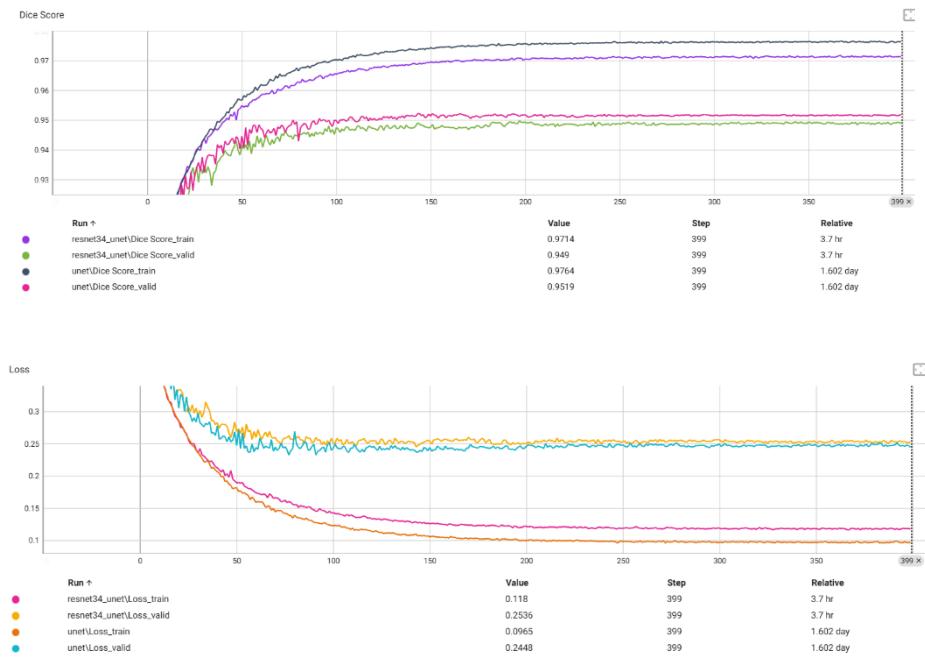 Dice Score
0.97
0.96
0.95
0.94
0.93
0 50 100 150 200 250 300 350 399 ×
Run ↑ Value Step Relative
resnet34_unet\Dice Score_train 0.9714 399 3.7 hr
resnet34_unet\Dice Score_valid 0.949 399 3.7 hr
unet\Dice Score_train 0.9764 399 1.602 day
unet\Dice Score_valid 0.9519 399 1.602 day
Loss
0.3
0.25
0.2
0.15
0.1
0 50 100 150 200 250 300 350 399 ×
Run ↑ Value Step Relative
resnet34_unet\Loss_train 0.118 399 3.7 hr
resnet34_unet\Loss_valid 0.2536 399 3.7 hr
unet\Loss_train 0.0965 399 1.602 day
unet\Loss_valid 0.2448 399 1.602 day